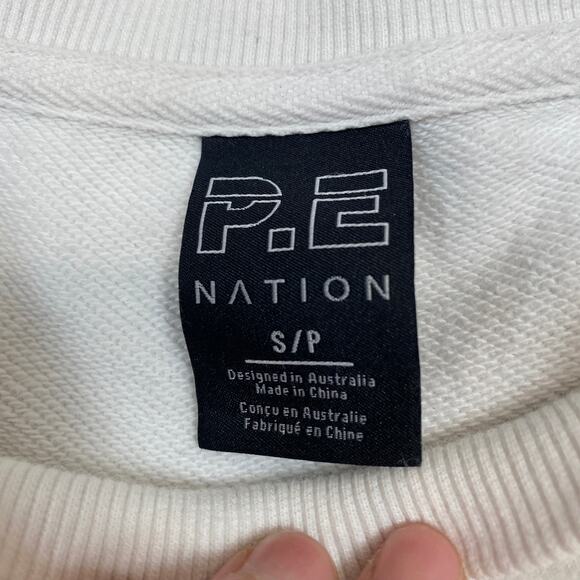 P.E
NATION
S/P
Designed in Australia
Made in China
Conçu en Australie
Fabriqué en Chine